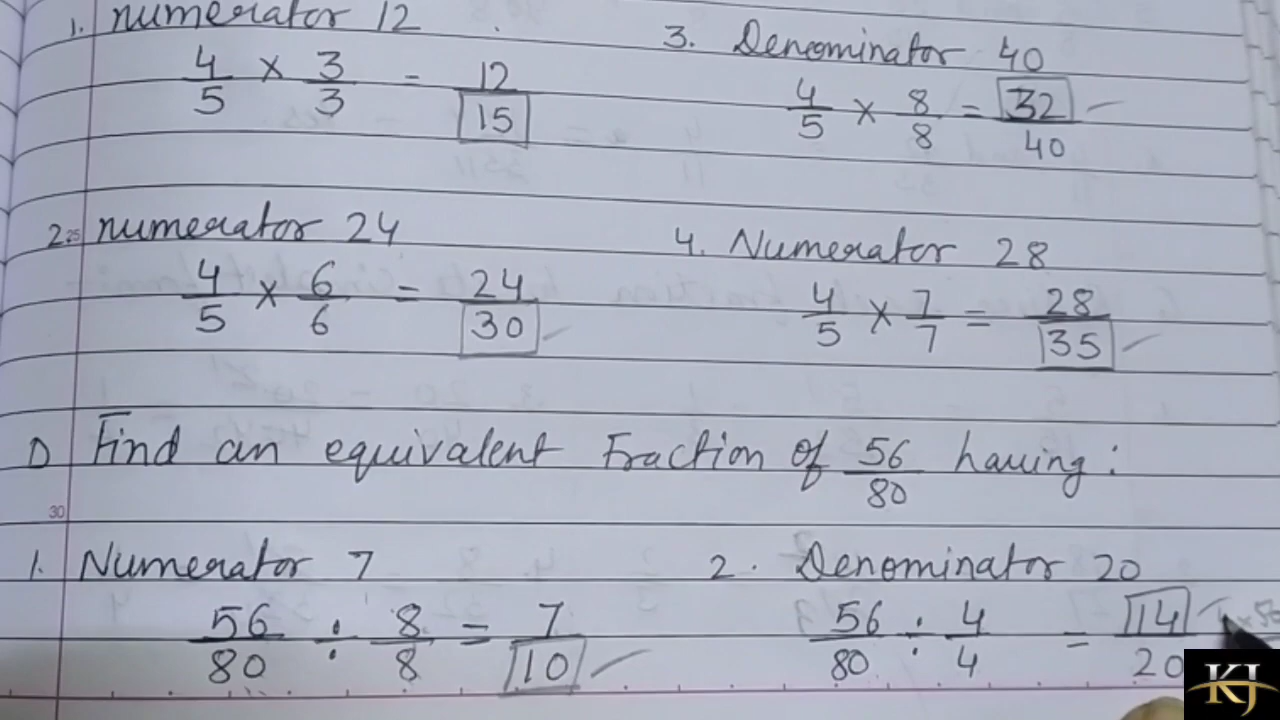 1. numerator 12
4/5 × 3/3 = 12/15
2. numerator 24
4/5 × 6/6 = 24/30
3. Denominator 40
4/5 × 8/8 = 32/40
4. Numerator 28
4/5 × 7/7 = 28/35
D Find an equivalent Fraction of 56/80 having:
30
1. Numerator 7
56/80 ÷ 8/8 = 7/10
2. Denominator 20
56/80 ÷ 4/4 = 14/20
KJ